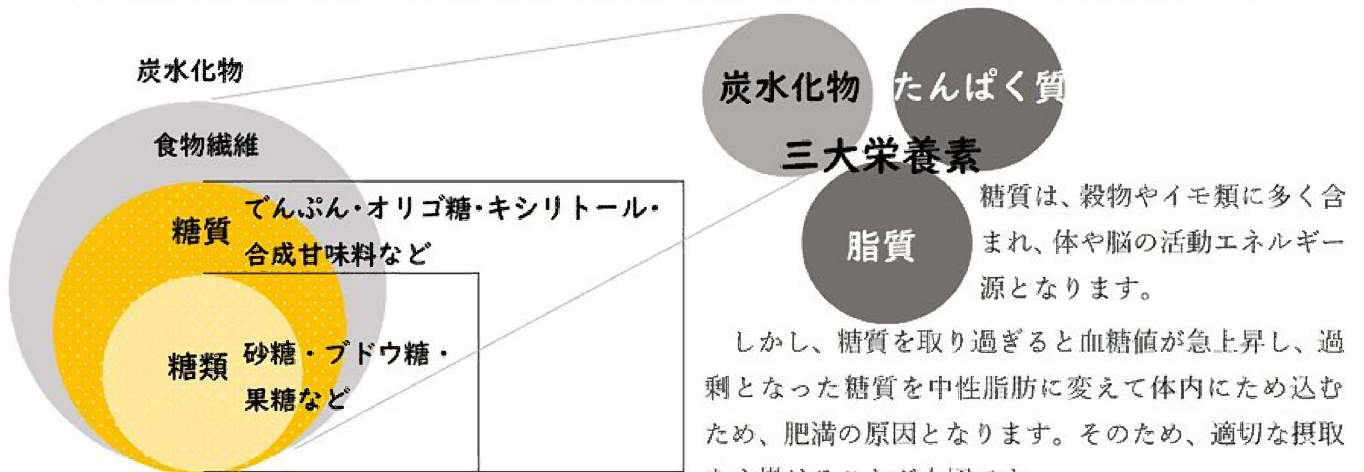 炭水化物
食物繊維
糖質
でんぷん・オリゴ糖・キシリトール・
合成甘味料など
糖類
砂糖・ブドウ糖・
果糖など
炭水化物
たんぱく質
三大栄養素
脂質
糖質は、穀物やイモ類に多く含
まれ、体や脳の活動エネルギー
源となります。
しかし、糖質を取り過ぎると血糖値が急上昇し、過
剰となった糖質を中性脂肪に変えて体内にため込む
ため、肥満の原因となります。そのため、適切な摂取